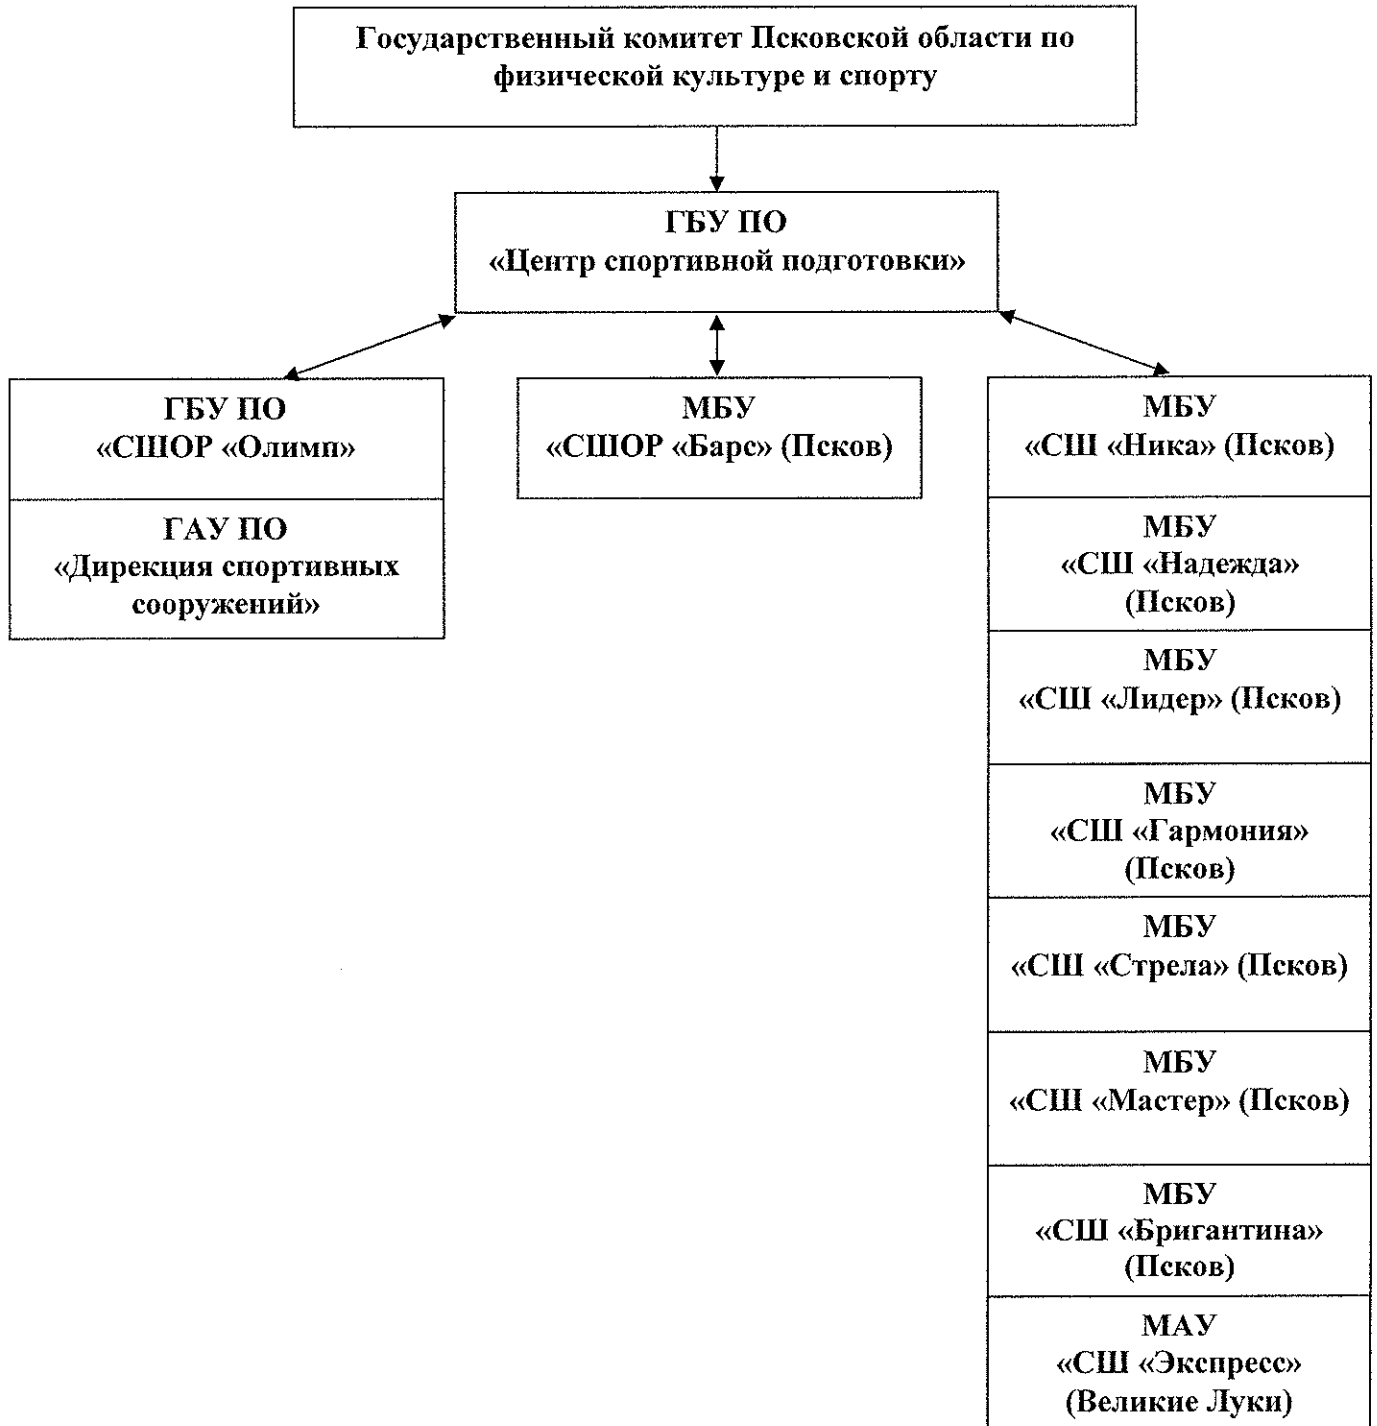 Государственный комитет Псковской области по
физической культуре и спорту
ГБУ ПО
«Центр спортивной подготовки»
ГБУ ПО
«СШОР «Олимп»
ГАУ ПО
«Дирекция спортивных
сооружений»
МБУ
«СШОР «Барс» (Псков)
МБУ
«СШ «Ника» (Псков)
МБУ
«СШ «Надежда»
(Псков)
МБУ
«СШ «Лидер» (Псков)
МБУ
«СШ «Гармония»
(Псков)
МБУ
«СШ «Стрела» (Псков)
МБУ
«СШ «Мастер» (Псков)
МБУ
«СШ «Бригантина»
(Псков)
МАУ
«СШ «Экспресс»
(Великие Луки)